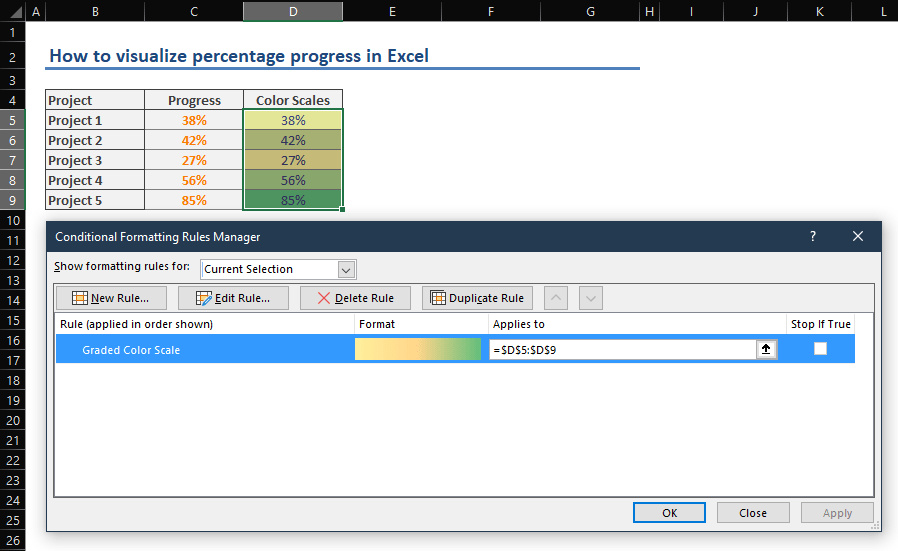 A B C D E F G H I J K L
1
2 How to visualize percentage progress in Excel
3
4 Project Progress Color Scales
5 Project 1 38% 38%
6 Project 2 42% 42%
7 Project 3 27% 27%
8 Project 4 56% 56%
9 Project 5 85% 85%
10
11 Conditional Formatting Rules Manager ?
12 Show formatting rules for: Current Selection
13
14 New Rule... Edit Rule... Delete Rule Duplicate Rule
15 Rule (applied in order shown) Format Applies to Stop If True
16
17 Graded Color Scale =$D$5:$D$9
18
19
20
21
22
23
24
25 OK Close Apply
26